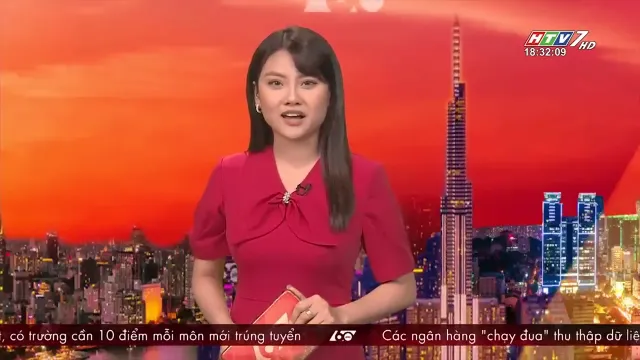 HTV7 HD
18:32:09
t, có trường cần 10 điểm mỗi môn mới trúng tuyển
Các ngân hàng "chạy đua" thu thập dữ liệ